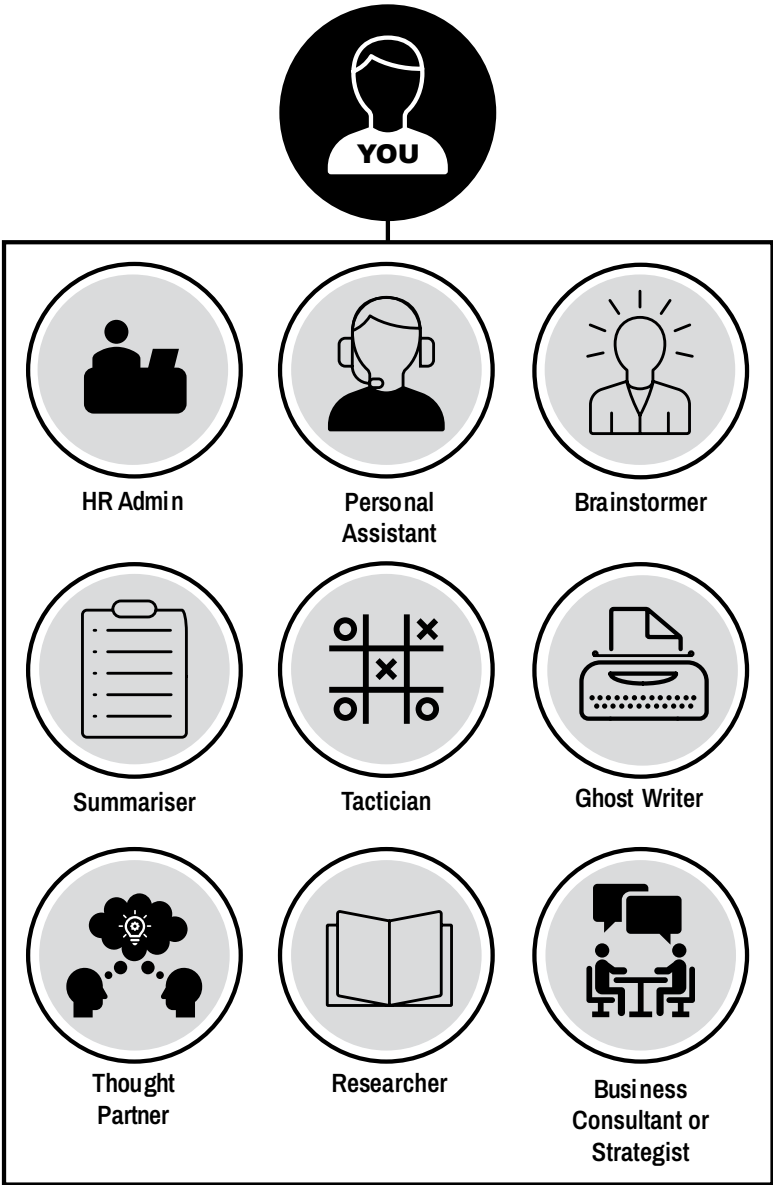 YOU
HR Admin
Personal
Assistant
Brainstormer
Summariser
Tactician
Ghost Writer
Thought
Partner
Researcher
Business
Consultant or
Strategist